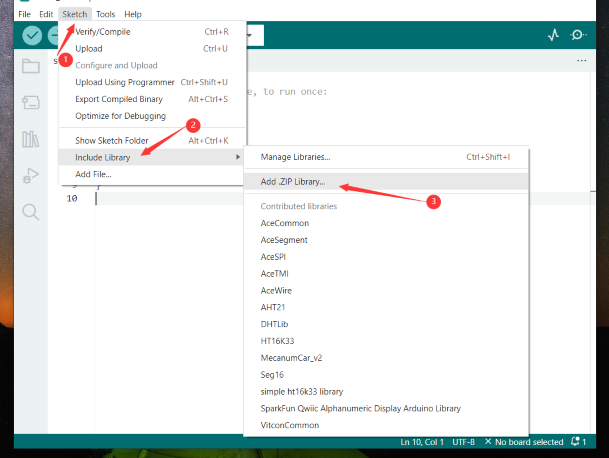 File Edit Sketch Tools Help
Verify/Compile Ctrl+R
Upload Ctrl+U
1
Configure and Upload
Upload Using Programmer Ctrl+Shift+U
Export Compiled Binary Alt+Ctrl+S
e, to run once:
Optimize for Debugging
2
Show Sketch Folder Alt+Ctrl+K
Include Library
Manage Libraries... Ctrl+Shift+I
Add File...
Add .ZIP Library...
10
3
Contributed libraries
AceCommon
AceSegment
AceSPI
AceTMI
AceWire
AHT21
DHTLib
HT16K33
MecanumCar_v2
Seg16
simple ht16k33 library
SparkFun Qwiic Alphanumeric Display Arduino Library
VitconCommon
Ln 10, Col 1 UTF-8 No board selected 1